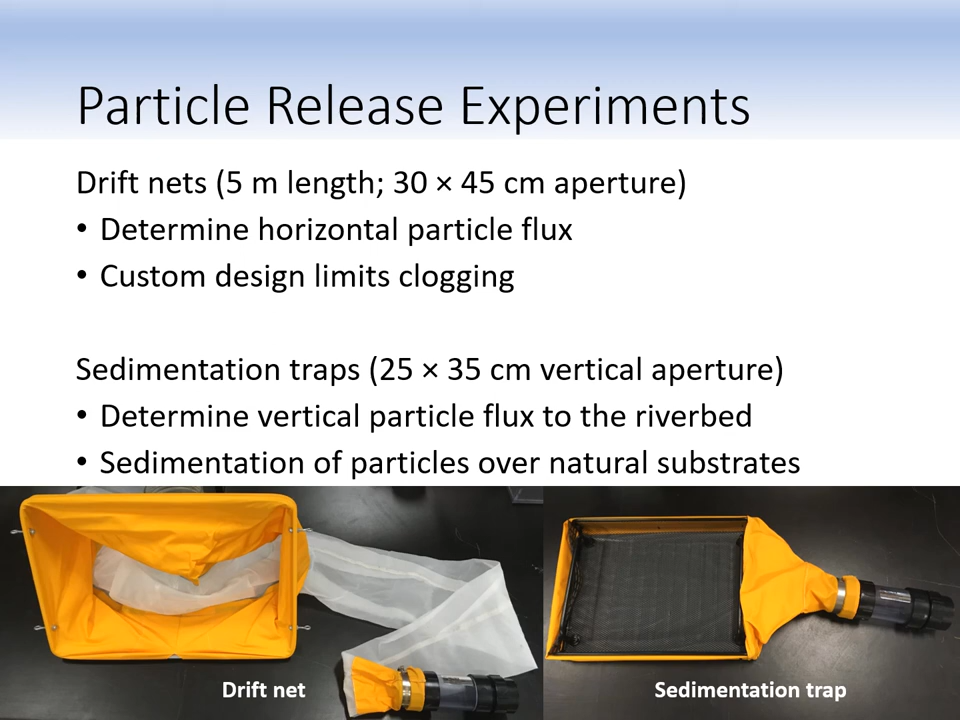 Particle Release Experiments
Drift nets (5 m length; 30 × 45 cm aperture)
• Determine horizontal particle flux
• Custom design limits clogging
Sedimentation traps (25 × 35 cm vertical aperture)
• Determine vertical particle flux to the riverbed
• Sedimentation of particles over natural substrates
Drift net
Sedimentation trap